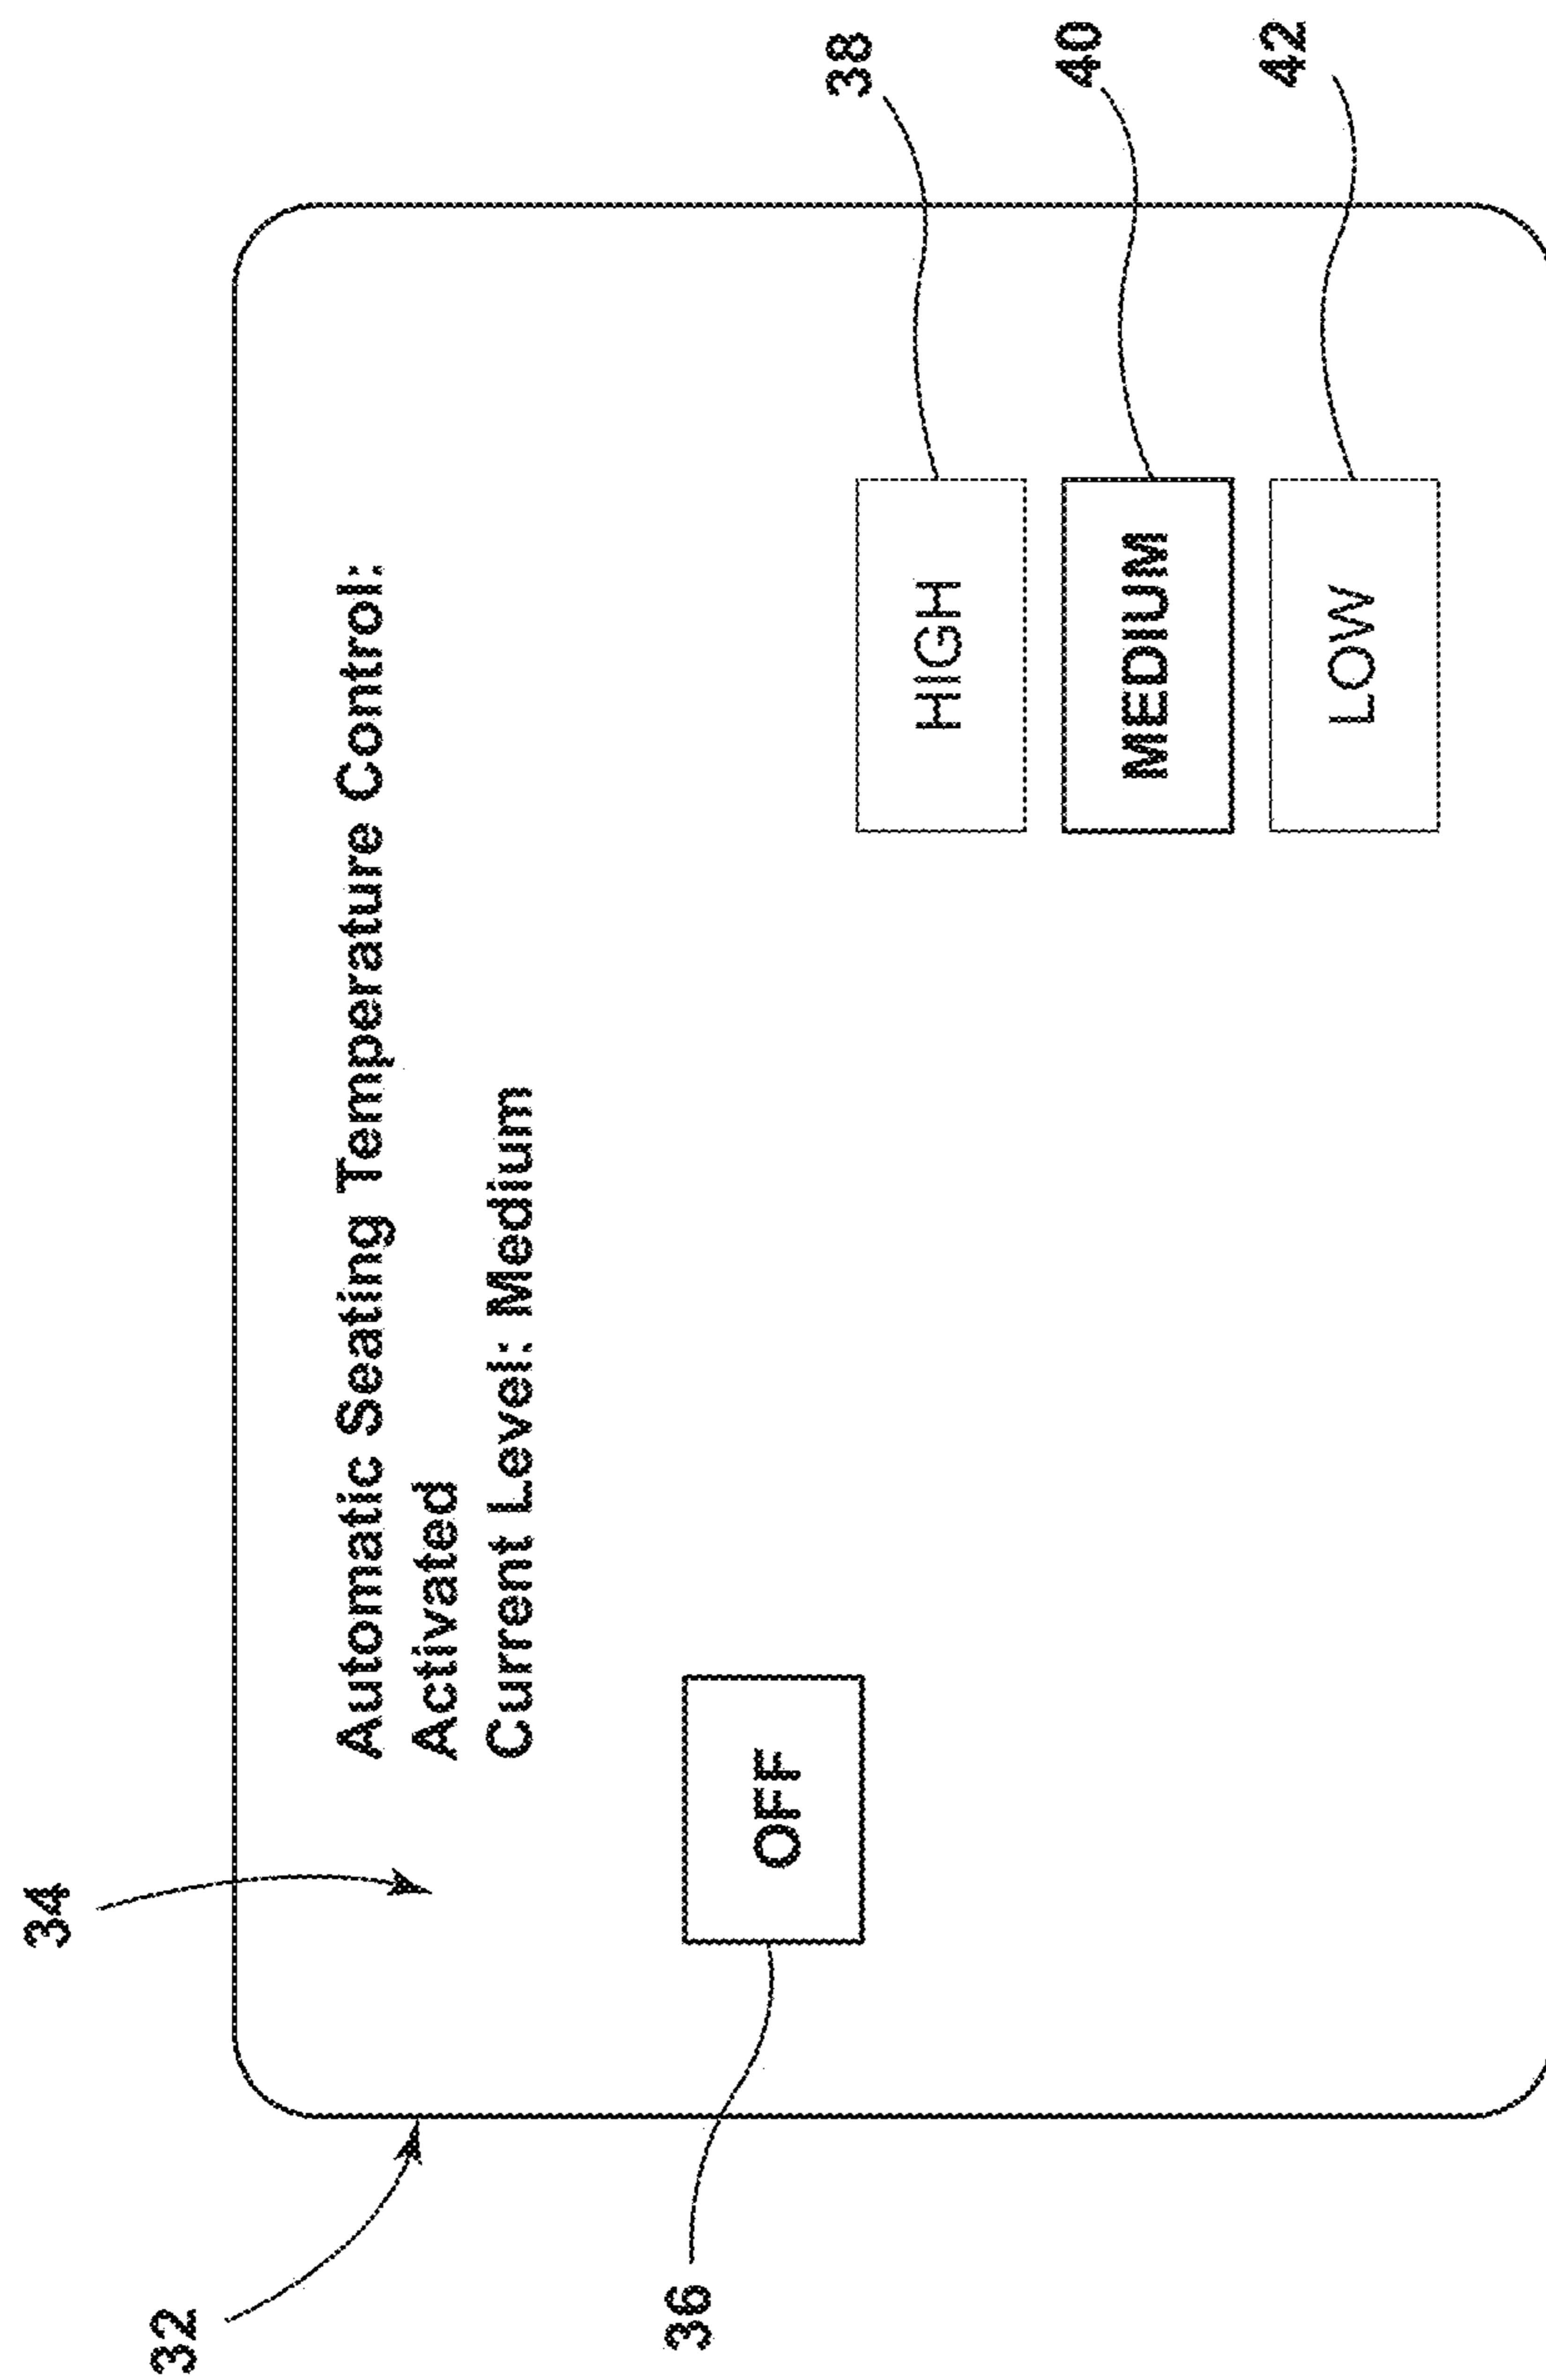 34
32
Automatic Seating Temperature Control:
Activated
Current Level: Medium
36
OFF
HIGH
38
MEDIUM
40
LOW
42